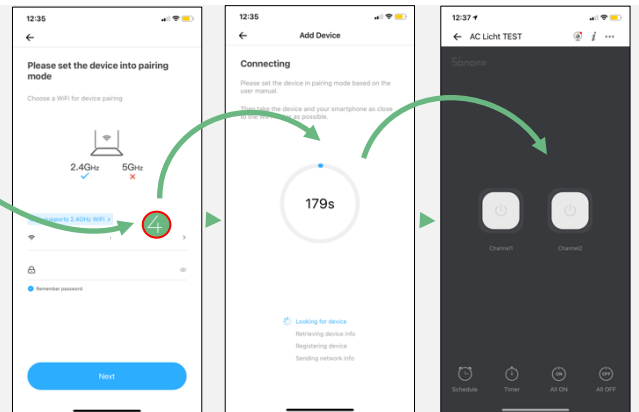 12:35
Please set the device into pairing
mode
Choose a WiFi for device pairing
2.4GHz
5GHz
supports 2.4GHz WiFi >
4
Remember password
Next
12:35
Add Device
Connecting
Please set the device in pairing mode based on the
user manual.
Then take the device and your smartphone as close
to the as possible.
179s
Looking for device
Retrieving device info
Registering device
Sending network info
12:37
AC Licht TEST
Sonoff
Channel1
Channel2
Schedule
Timer
ON
All ON
OFF
All OFF